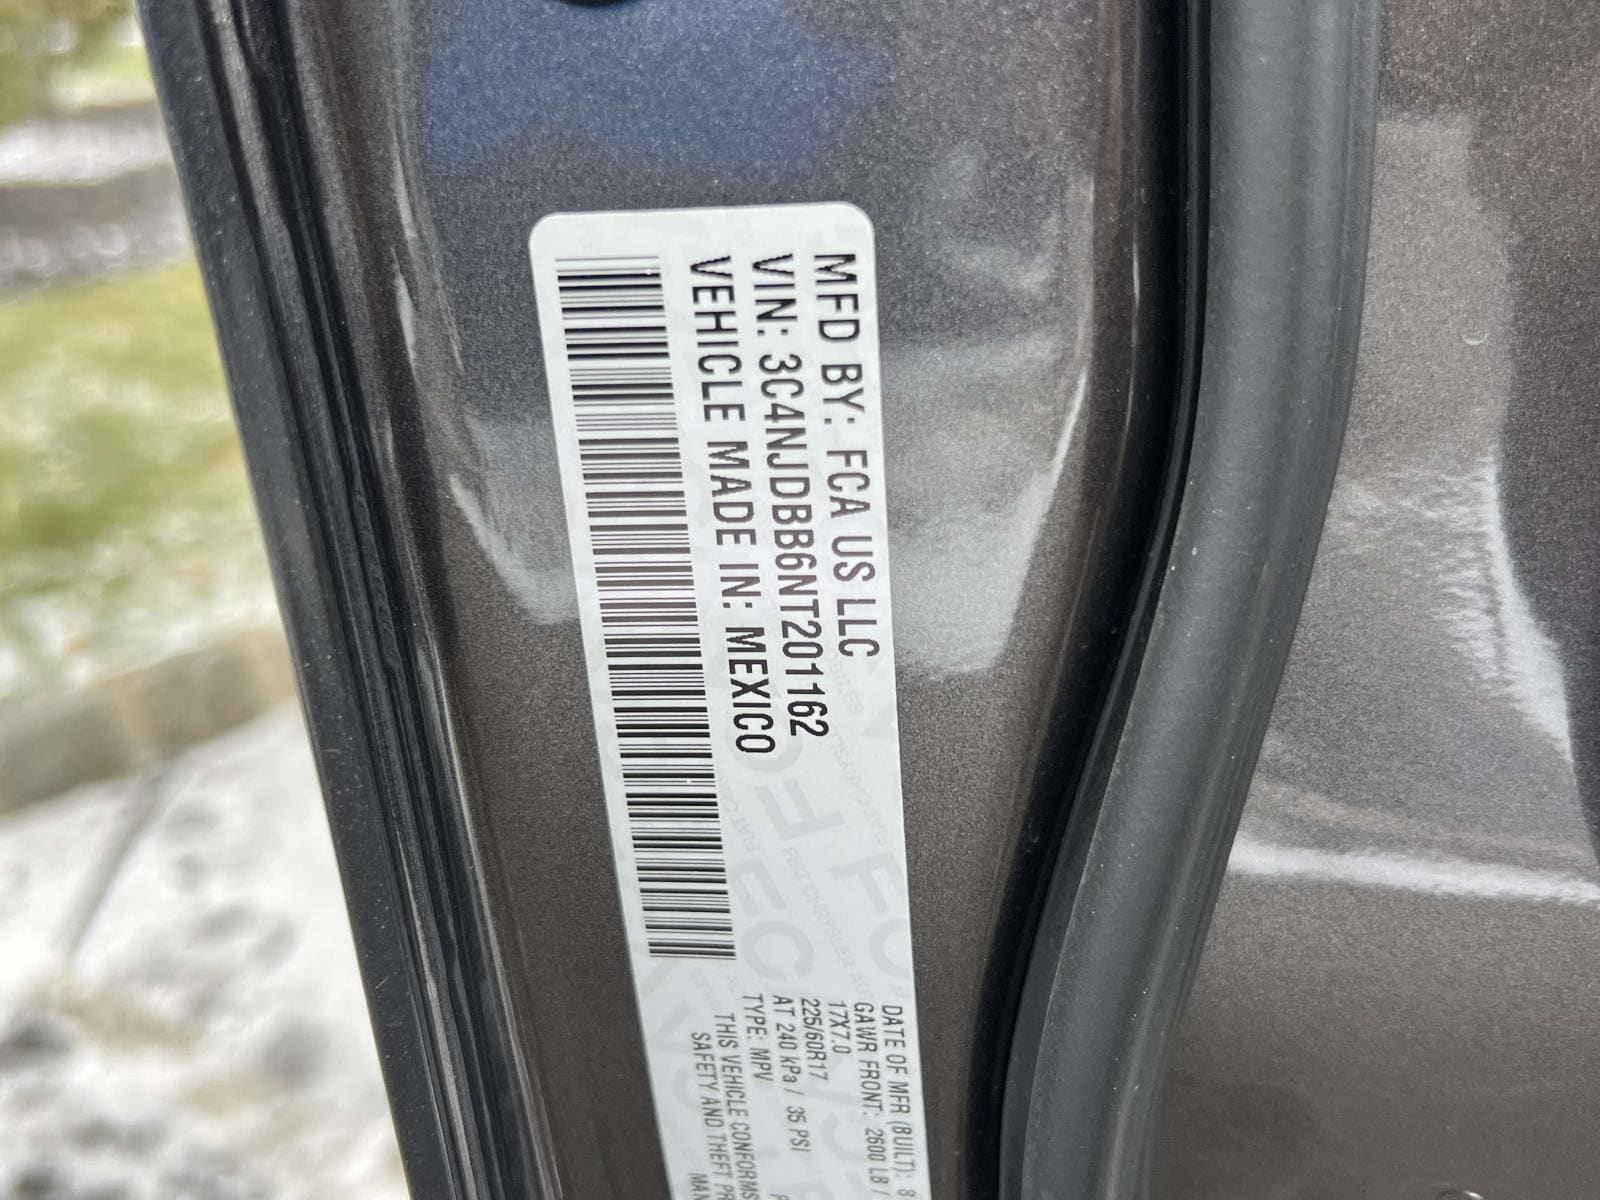 MFD BY: FCA US LLC
VIN: 3C4NJDBB6NT201162
VEHICLE MADE IN: MEXICO
DATE OF MFR (BUILT): 8
GAWR FRONT: 2600 LB /
17X7.0
225/60R17
AT 240 kPa / 35 PSI
TYPE: MPV
THIS VEHICLE CONFORMS
SAFETY AND THEFT